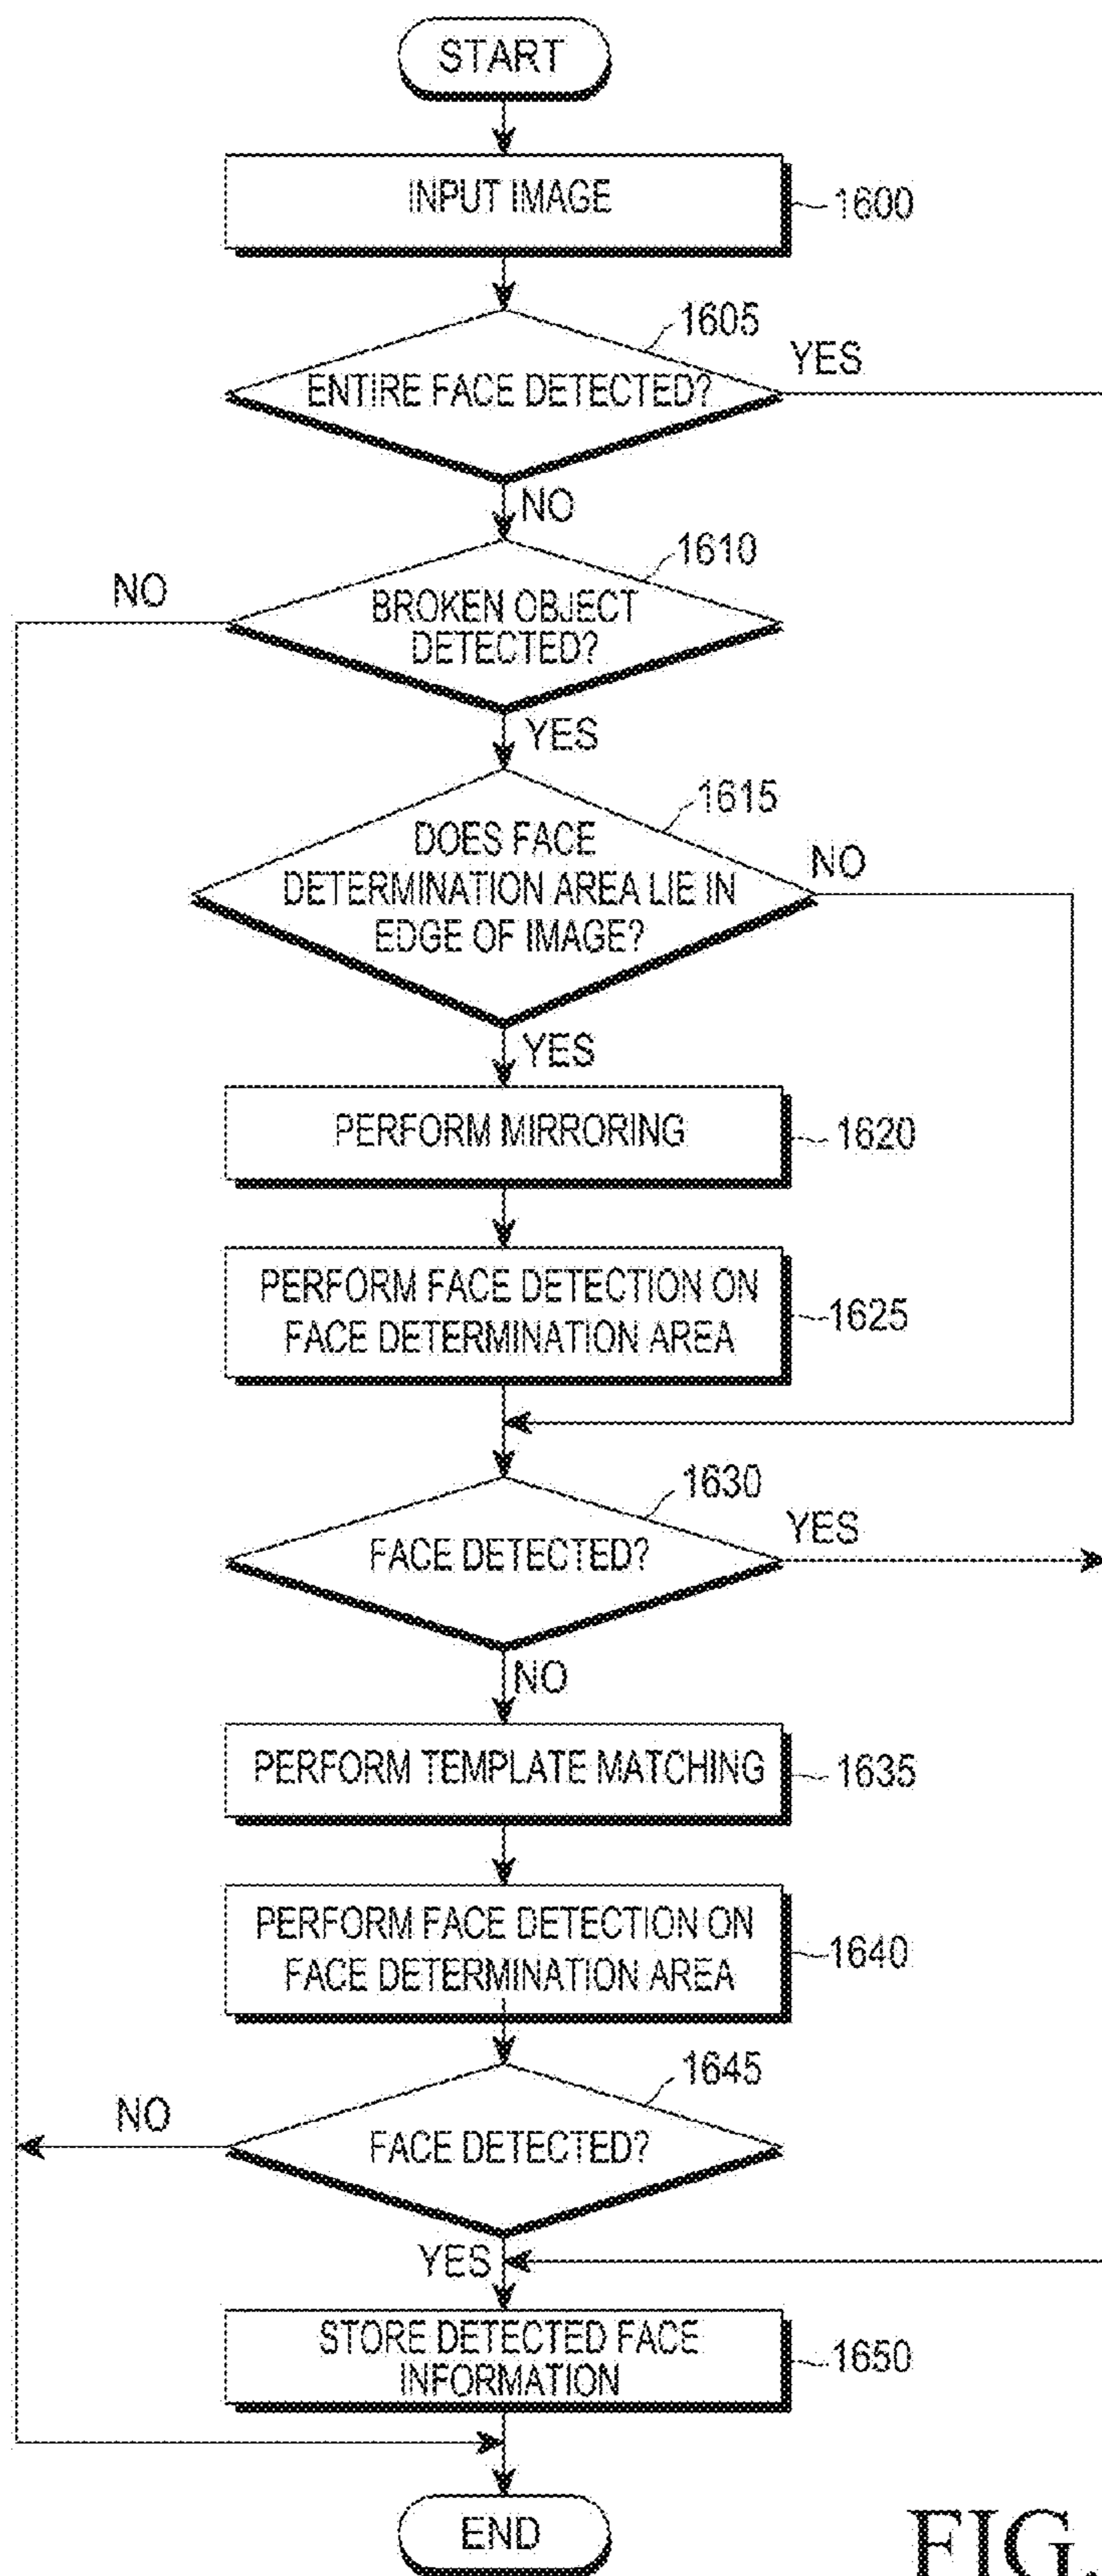 START
INPUT IMAGE
1600
1605
ENTIRE FACE DETECTED?
YES
NO
1610
NO
BROKEN OBJECT
DETECTED?
YES
1615
DOES FACE
DETERMINATION AREA LIE IN
EDGE OF IMAGE?
NO
YES
PERFORM MIRRORING
1620
PERFORM FACE DETECTION ON
FACE DETERMINATION AREA
1625
1630
FACE DETECTED?
YES
NO
PERFORM TEMPLATE MATCHING
1635
PERFORM FACE DETECTION ON
FACE DETERMINATION AREA
1640
1645
NO
FACE DETECTED?
YES
STORE DETECTED FACE
INFORMATION
1650
END
FIG.